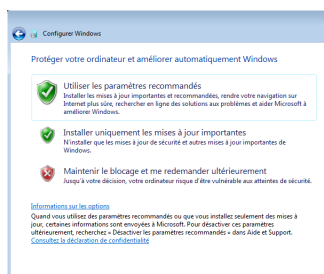 Configurer Windows
Protéger votre ordinateur et améliorer automatiquement Windows
Utiliser les paramètres recommandés
Installer les mises à jour importantes et recommandées, rendre votre navigation sur
Internet plus sûre, rechercher en ligne des solutions aux problèmes et aider Microsoft à
améliorer Windows.
Installer uniquement les mises à jour importantes
N'installer que les mises à jour de sécurité et autres mises à jour importantes de
Windows.
Maintenir le blocage et me redemander ultérieurement
Jusqu'à votre décision, votre ordinateur risque d'être vulnérable aux atteintes de sécurité.
Informations sur les options
Quand vous utilisez des paramètres recommandés ou que vous installez seulement des mises à
jour, certaines informations sont envoyées à Microsoft. Pour désactiver ces paramètres
ultérieurement, recherchez « Désactiver les paramètres recommandés » dans Aide et Support.
Consultez la déclaration de confidentialité